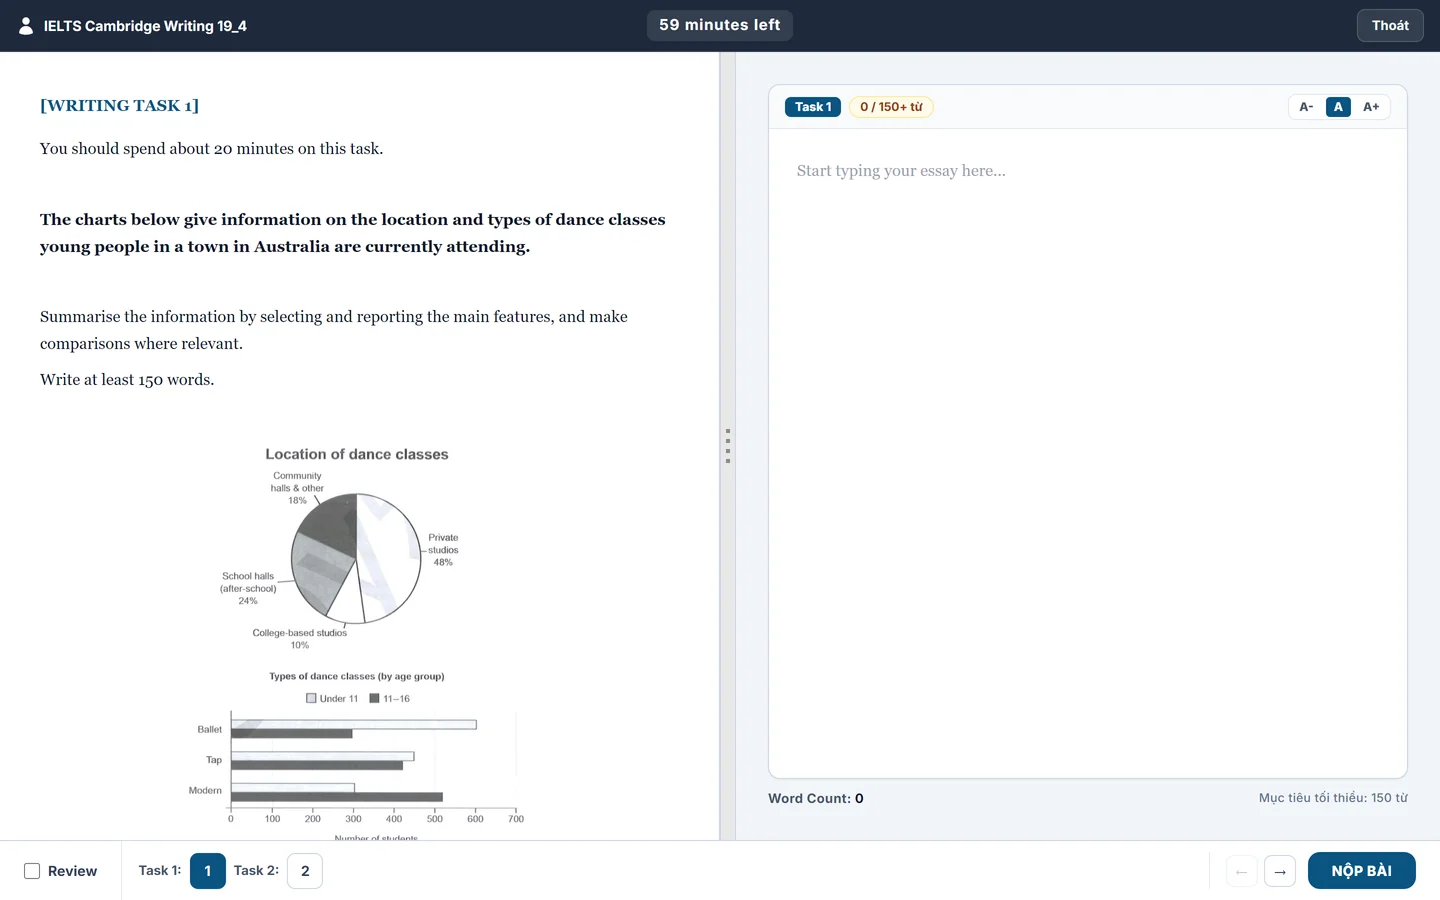 IELTS Cambridge Writing 19_4
59 minutes left
Thoát
[WRITING TASK 1]
You should spend about 20 minutes on this task.
The charts below give information on the location and types of dance classes
young people in a town in Australia are currently attending.
Summarise the information by selecting and reporting the main features, and make
comparisons where relevant.
Write at least 150 words.
Location of dance classes
Community
halls & other
18%
Private
studios
48%
School halls
(after-school)
24%
College-based studios
10%
Types of dance classes (by age group)
Under 11 11–16
Ballet
Tap
Modern
0 100 200 300 400 500 600 700
Number of students
Task 1 0 / 150+ từ A- A A+
Start typing your essay here...
Word Count: 0 Mục tiêu tối thiểu: 150 từ
Review Task 1: 1 Task 2: 2 ← → NỘP BÀI